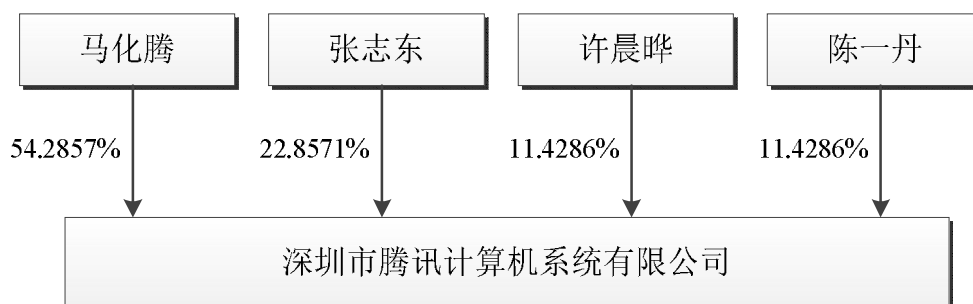 马化腾
张志东
许晨晔
陈一丹
54.2857%
22.8571%
11.4286%
11.4286%
深圳市腾讯计算机系统有限公司